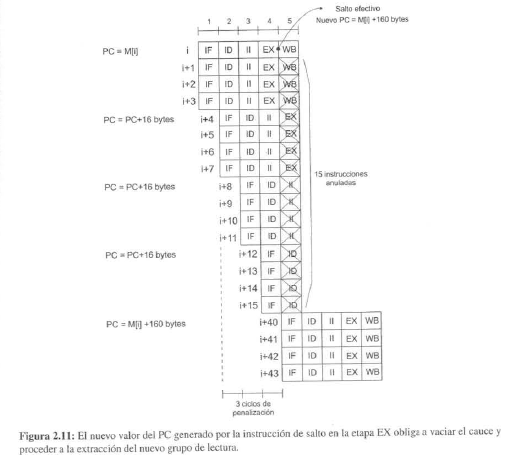 1 2 3 4 5
Salto efectivo
Nuevo PC = M[i] +160 bytes
PC = M[i] i IF ID II EX WB
i+1 IF ID II EX WB
i+2 IF ID II EX WB
i+3 IF ID II EX WB
PC = PC+16 bytes i+4 IF ID II EX
i+5 IF ID II EX
i+6 IF ID II EX
i+7 IF ID II EX
15 instrucciones
anuladas
PC = PC+16 bytes i+8 IF ID II
i+9 IF ID II
i+10 IF ID II
i+11 IF ID II
PC = PC+16 bytes i+12 IF ID
i+13 IF ID
i+14 IF ID
i+15 IF ID
PC = M[i] +160 bytes i+40 IF ID II EX WB
i+41 IF ID II EX WB
i+42 IF ID II EX WB
i+43 IF ID II EX WB
3 ciclos de
penalización
Figura 2.11: El nuevo valor del PC generado por la instrucción de salto en la etapa EX obliga a vaciar el cauce y
proceder a la extracción del nuevo grupo de lectura.